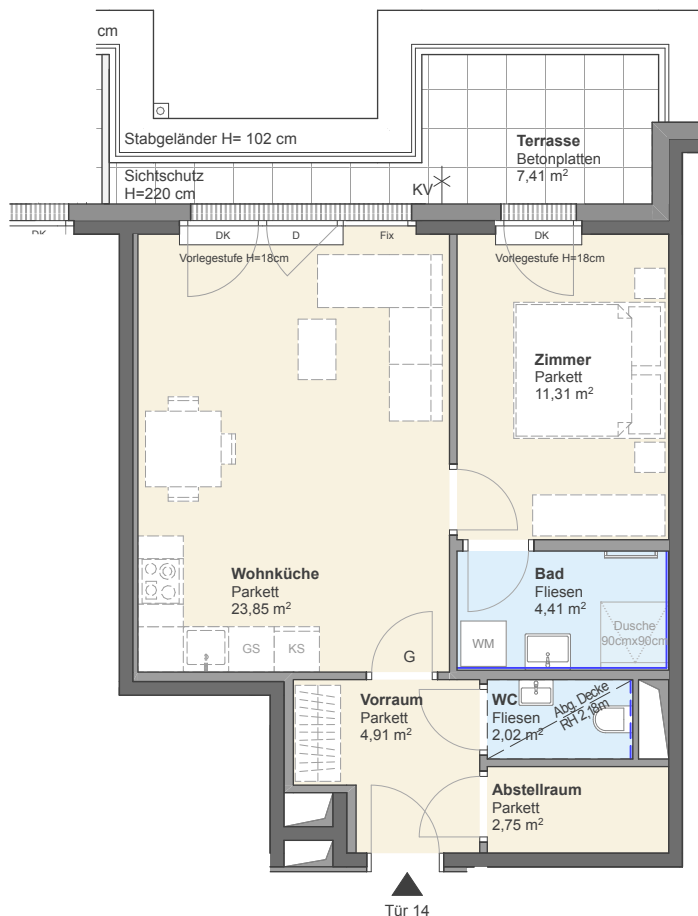 cm
Stabgeländer H= 102 cm
Sichtschutz
H=220 cm
Terrasse
Betonplatten
7,41 m²
KV
DK
DK
D
Fix
DK
Vorlegestufe H=18cm
Vorlegestufe H=18cm
Zimmer
Parkett
11,31 m²
Wohnküche
Parkett
23,85 m²
Bad
Fliesen
4,41 m²
Dusche
90cmx90cm
WM
GS
KS
G
Vorraum
Parkett
4,91 m²
WC
Fliesen
2,02 m²
Abg. Decke
RH 2,18m
Abstellraum
Parkett
2,75 m²
Tür 14